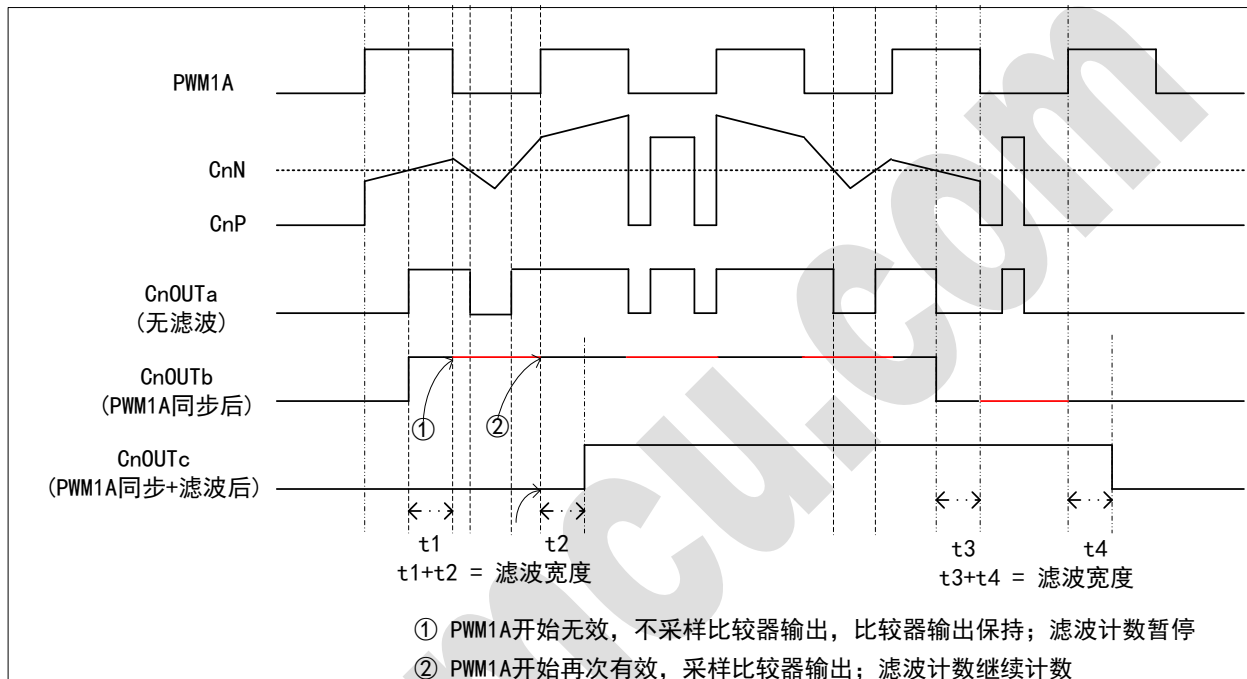 PWM1A
CnN
CnP
CnOUTa
(无滤波)
CnOUTb
(PWM1A同步后)
① ②
CnOUTc
(PWM1A同步+滤波后)
t1 t2 t3 t4
t1+t2 = 滤波宽度 t3+t4 = 滤波宽度
① PWM1A开始无效，不采样比较器输出，比较器输出保持；滤波计数暂停
② PWM1A开始再次有效，采样比较器输出；滤波计数继续计数
mcu.com